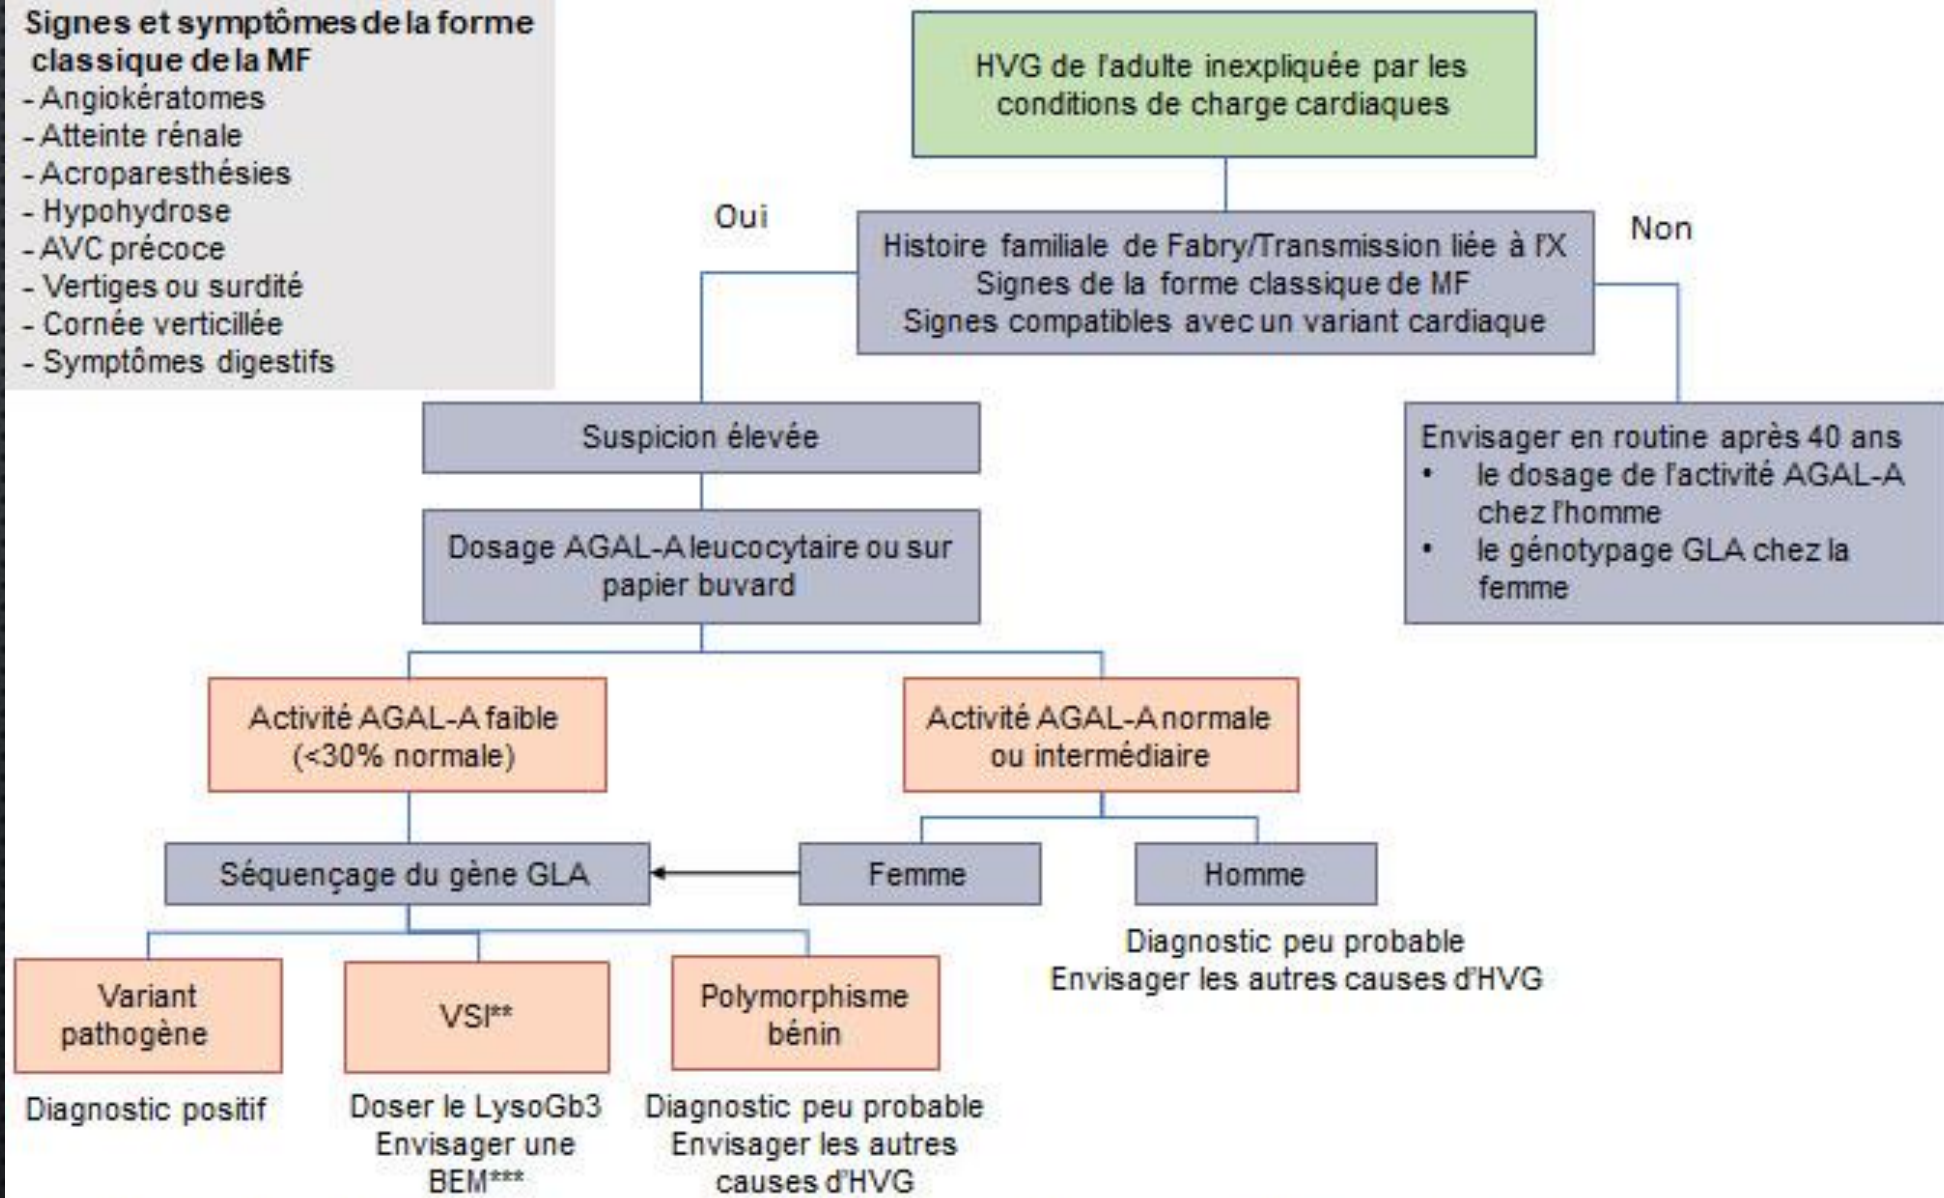 Signes et symptômes de la forme
classique de la MF
- Angiokératomes
- Atteinte rénale
- Acroparesthésies
- Hypohydrose
- AVC précoce
- Vertiges ou surdité
- Cornée verticillée
- Symptômes digestifs
HVG de l'adulte inexpliquée par les
conditions de charge cardiaques
Oui
Non
Histoire familiale de Fabry/Transmission liée à l'X
Signes de la forme classique de MF
Signes compatibles avec un variant cardiaque
Suspicion élevée
Envisager en routine après 40 ans
• le dosage de l'activité AGAL-A
chez l'homme
• le génotypage GLA chez la
femme
Dosage AGAL-A leucocytaire ou sur
papier buvard
Activité AGAL-A faible
(<30% normale)
Activité AGAL-A normale
ou intermédiaire
Séquençage du gène GLA
Femme
Homme
Diagnostic peu probable
Envisager les autres causes d'HVG
Variant
pathogène
VSI**
Polymorphisme
bénin
Diagnostic positif
Doser le LysoGb3
Envisager une
BEM***
Diagnostic peu probable
Envisager les autres
causes d'HVG